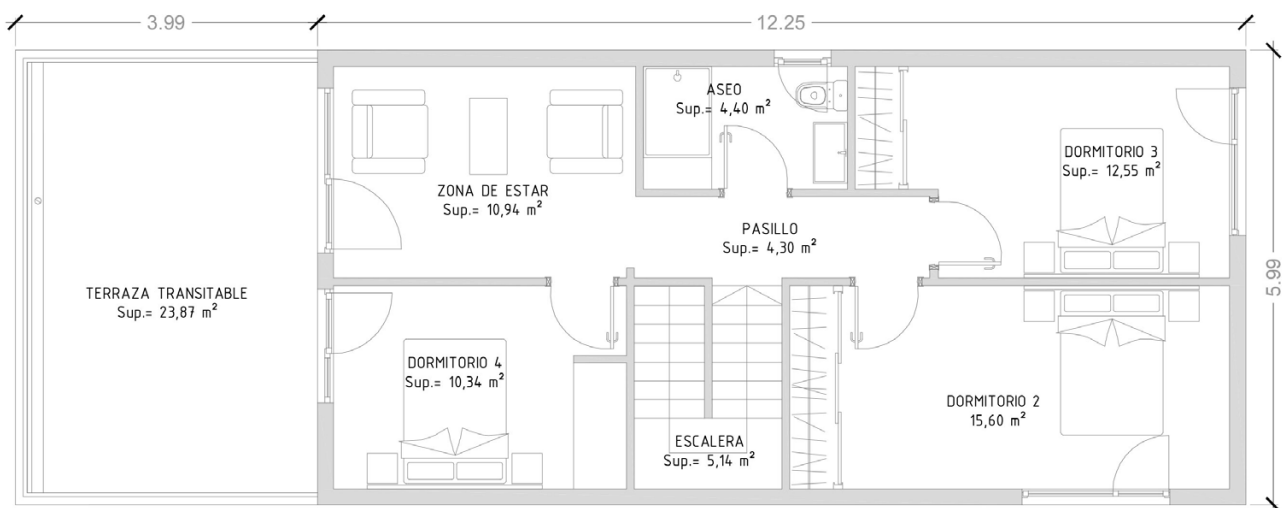 3.99
12.25
ASEO
Sup.= 4,40 m²
DORMITORIO 3
Sup.= 12,55 m²
ZONA DE ESTAR
Sup.= 10,94 m²
PASILLO
Sup.= 4,30 m²
TERRAZA TRANSITABLE
Sup.= 23,87 m²
5.99
DORMITORIO 4
Sup.= 10,34 m²
DORMITORIO 2
15,60 m²
ESCALERA
Sup.= 5,14 m²